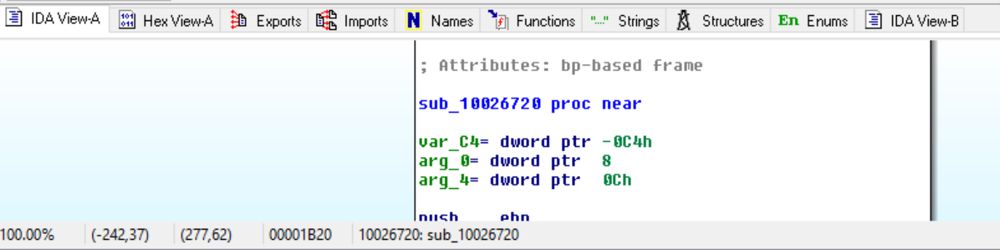 IDA View-A Hex View-A Exports Imports N Names Functions "..." Strings Structures En Enums IDA View-B
; Attributes: bp-based frame
sub_10026720 proc near
var_C4= dword ptr -0C4h
arg_0= dword ptr  8
arg_4= dword ptr  0Ch
push    ebp
100.00% (-242,37) (277,62) 00001B20 10026720: sub_10026720